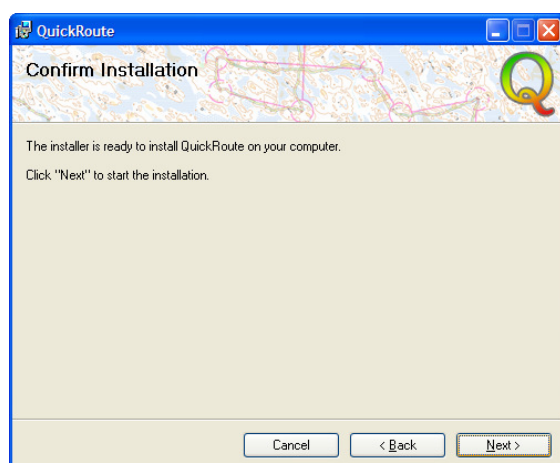 QuickRoute
Confirm Installation
Q
The installer is ready to install QuickRoute on your computer.
Click "Next" to start the installation.
Cancel
< Back
Next >